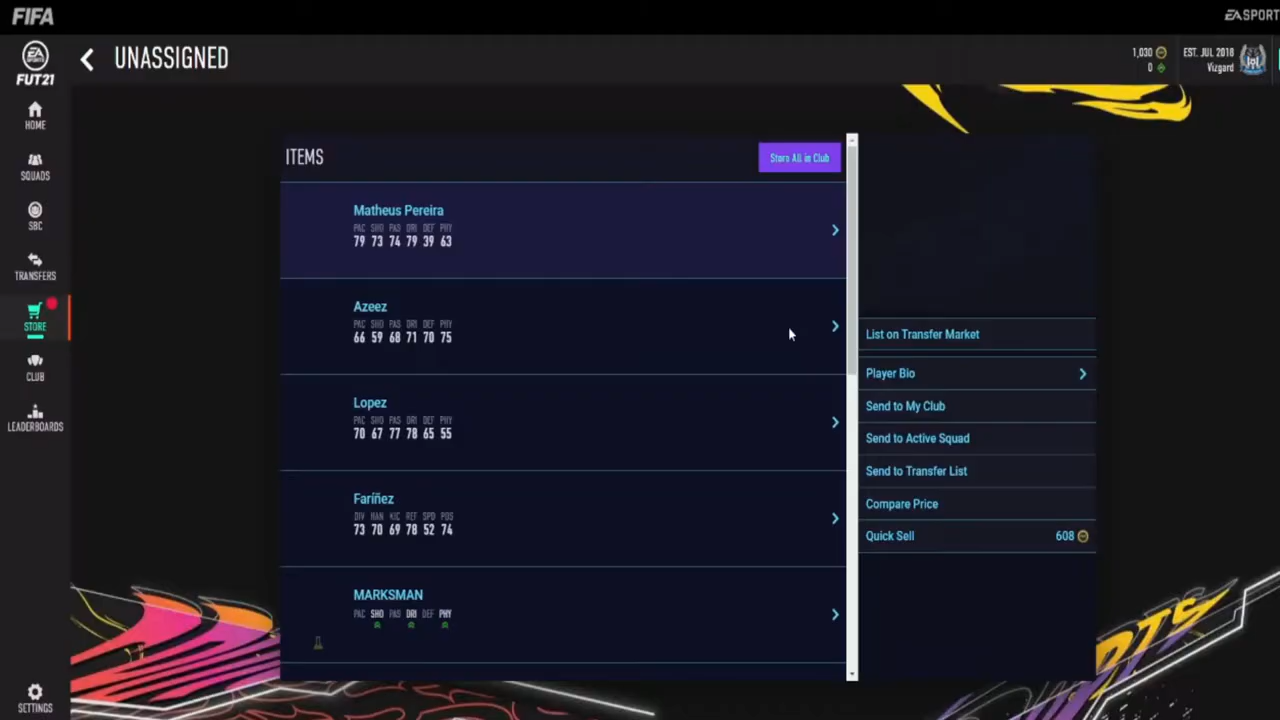 FIFA
EA SPORT
EA SPORTS
FUT21
UNASSIGNED
1,030
0
EST. JUL 2018
Vizgard
HOME
SQUADS
SBC
TRANSFERS
STORE
CLUB
LEADERBOARDS
SETTINGS
ITEMS
Store All in Club
Matheus Pereira
PAC SHO PAS DRI DEF PHY
79 73 74 79 39 63
Azeez
PAC SHO PAS DRI DEF PHY
66 59 68 71 70 75
Lopez
PAC SHO PAS DRI DEF PHY
70 67 77 78 65 55
Faríñez
DIV HAN KIC REF SPD POS
73 70 69 78 52 74
MARKSMAN
PAC SHO PAS DRI DEF PHY
List on Transfer Market
Player Bio
Send to My Club
Send to Active Squad
Send to Transfer List
Compare Price
Quick Sell 608
RTS